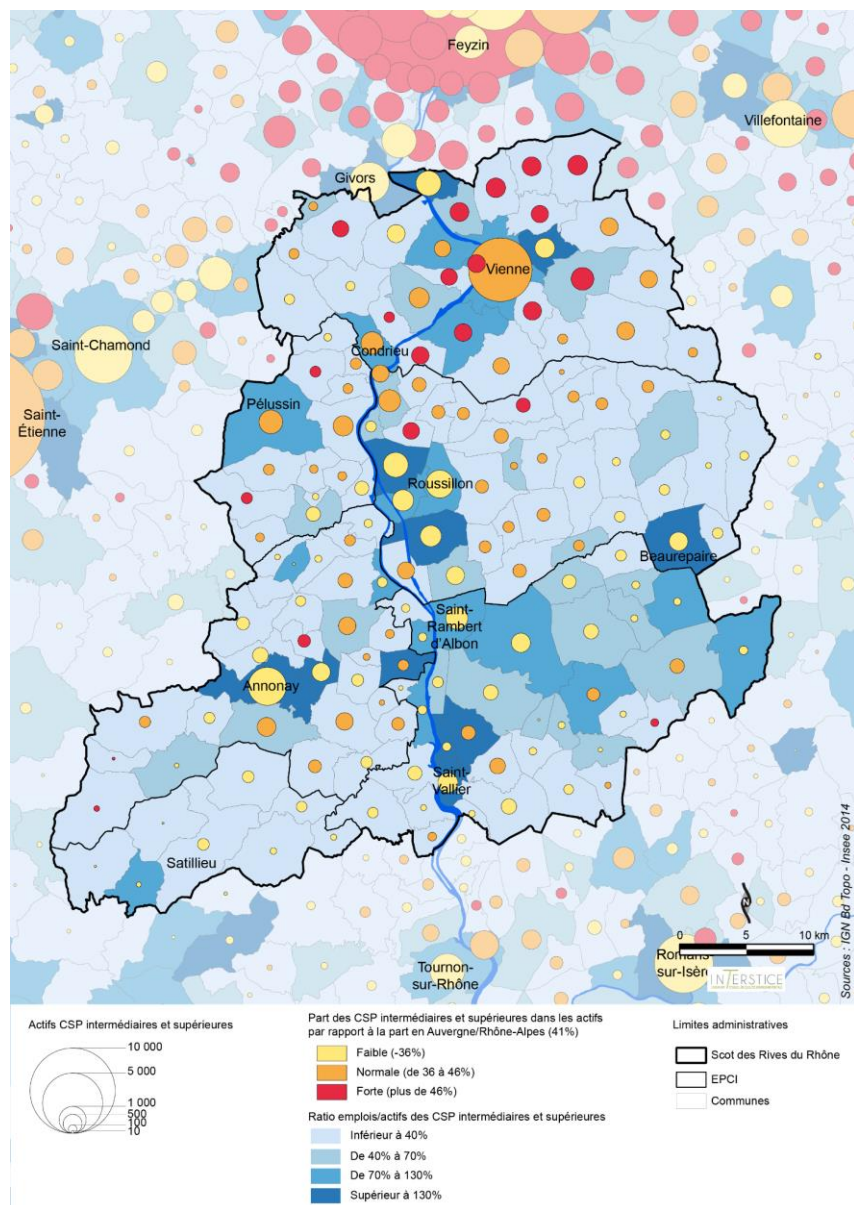 Feyzin
Villefontaine
Givors
Vienne
Saint-Chamond
Condrieu
Saint-
Étienne
Pélussin
Roussillon
Beaurepaire
Saint-
Rambert
d'Albon
Annonay
Saint-
Vallier
Satillieu
Tournon-
sur-Rhône
Romans-
sur-Isère
N
0 5 10 km
INTERSTICE
Sources : IGN Bd Topo - Insee 2014
Actifs CSP intermédiaires et supérieures
10 000
5 000
1 000
500
100
10
Part des CSP intermédiaires et supérieures dans les actifs
par rapport à la part en Auvergne/Rhône-Alpes (41%)
Faible (-36%)
Normale (de 36 à 46%)
Forte (plus de 46%)
Ratio emplois/actifs des CSP intermédiaires et supérieures
Inférieur à 40%
De 40% à 70%
De 70% à 130%
Supérieur à 130%
Limites administratives
Scot des Rives du Rhône
EPCI
Communes